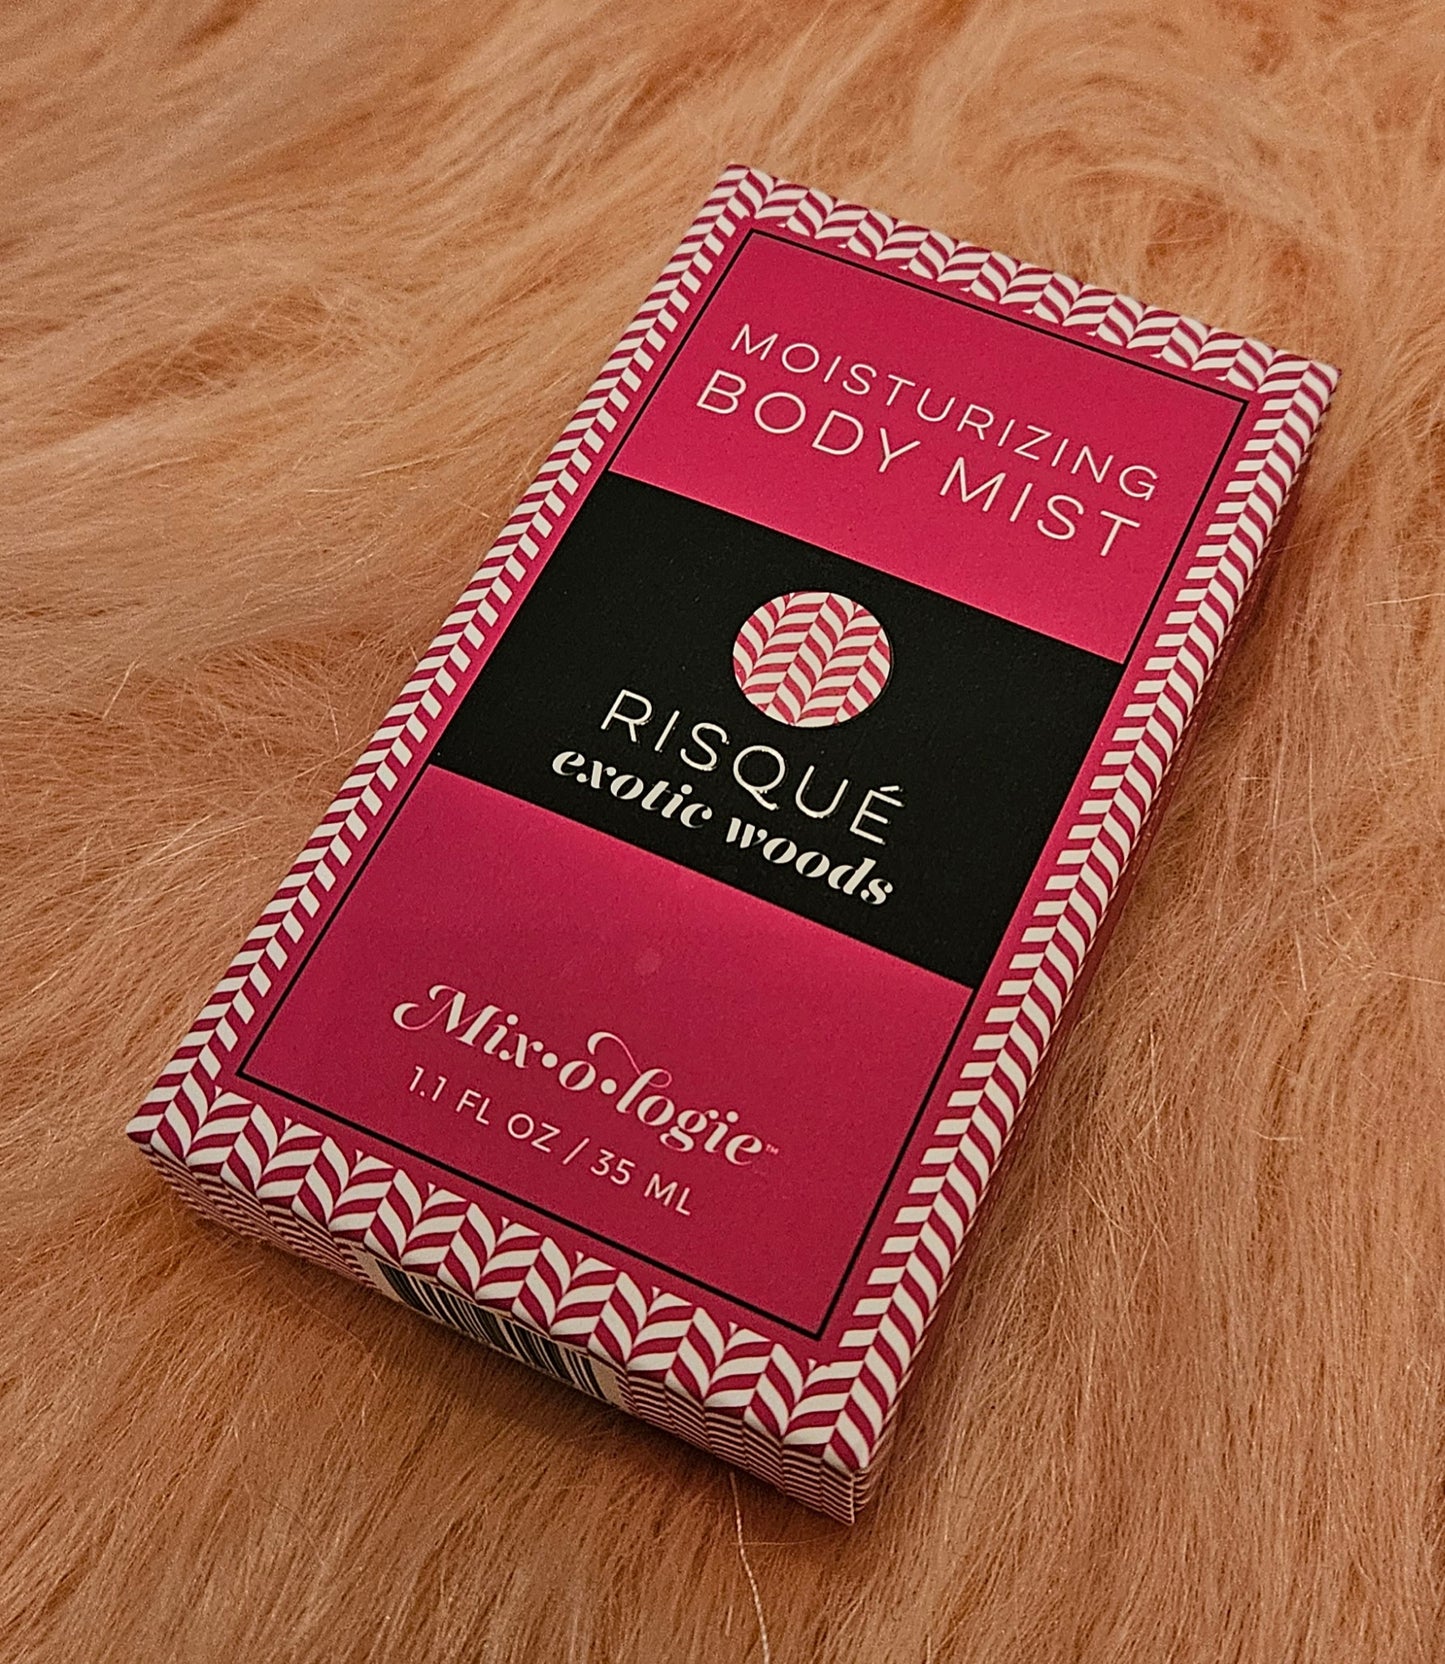 MOISTURIZING
BODY MIST
RISQUÉ
exotic woods
Mix•o•logie™
1.1 FL OZ / 35 ML